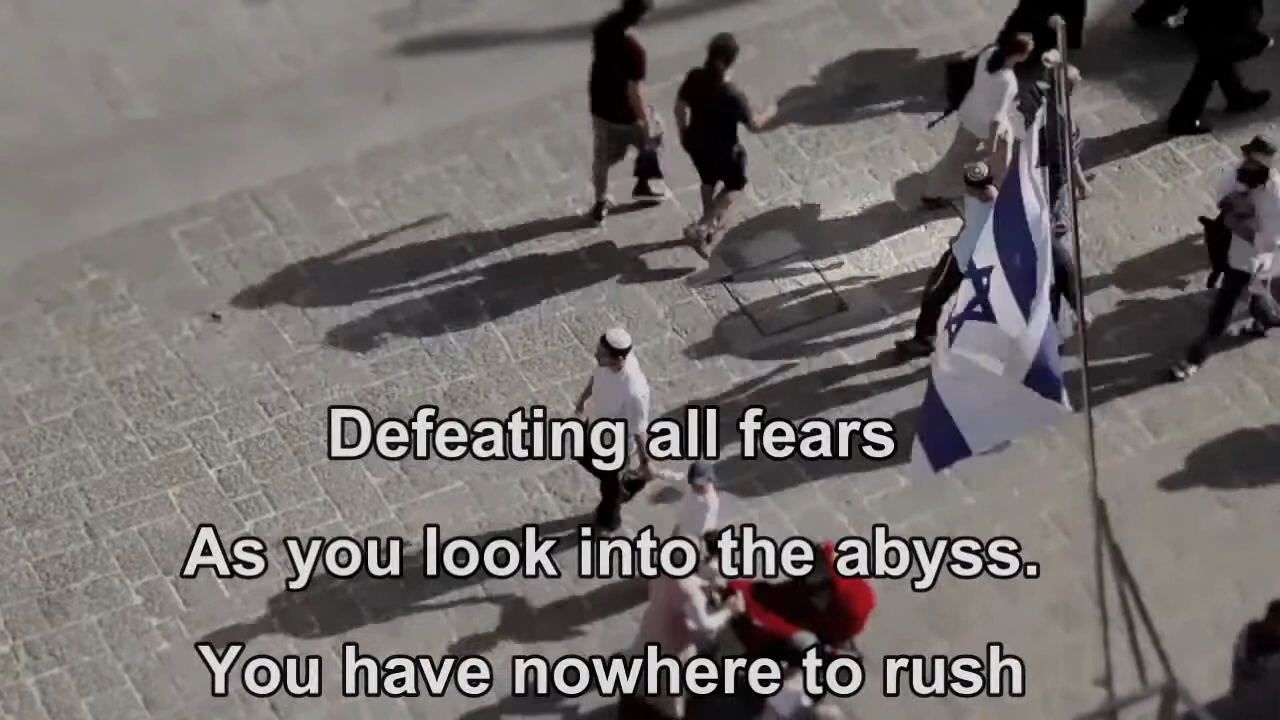 Defeating all fears
As you look into the abyss.
You have nowhere to rush